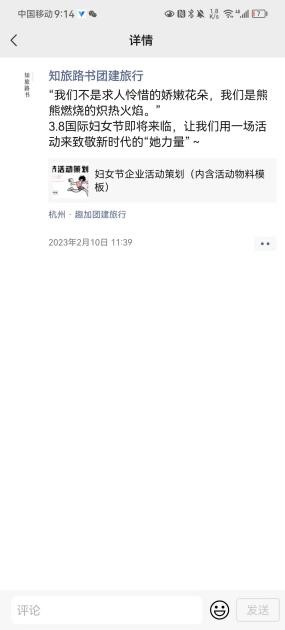 中国移动 9:14
1.8 K/s
7
详情
知旅路书
知旅路书团建旅行
“我们不是求人怜惜的娇嫩花朵，我们是熊
熊燃烧的炽热火焰。”
3.8国际妇女节即将来临，让我们用一场活
动来致敬新时代的“她力量” ~
节活动策划
妇女节企业活动策划（内含活动物料模
板）
杭州 · 趣加团建旅行
2023年2月10日 11:39
评论
发送